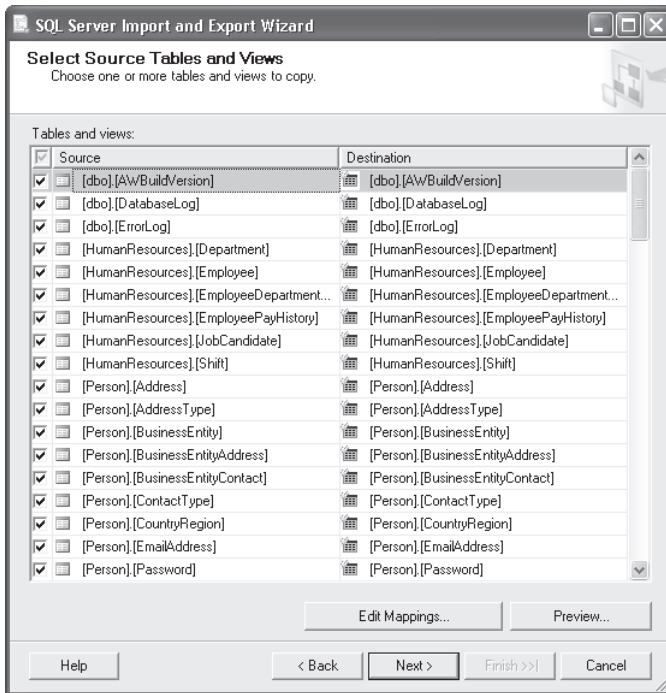 SQL Server Import and Export Wizard
Select Source Tables and Views
Choose one or more tables and views to copy.
Tables and views:
Source Destination
[dbo].[AWBuildVersion] [dbo].[AWBuildVersion]
[dbo].[DatabaseLog] [dbo].[DatabaseLog]
[dbo].[ErrorLog] [dbo].[ErrorLog]
[HumanResources].[Department] [HumanResources].[Department]
[HumanResources].[Employee] [HumanResources].[Employee]
[HumanResources].[EmployeeDepartment... [HumanResources].[EmployeeDepartment...
[HumanResources].[EmployeePayHistory] [HumanResources].[EmployeePayHistory]
[HumanResources].[JobCandidate] [HumanResources].[JobCandidate]
[HumanResources].[Shift] [HumanResources].[Shift]
[Person].[Address] [Person].[Address]
[Person].[AddressType] [Person].[AddressType]
[Person].[BusinessEntity] [Person].[BusinessEntity]
[Person].[BusinessEntityAddress] [Person].[BusinessEntityAddress]
[Person].[BusinessEntityContact] [Person].[BusinessEntityContact]
[Person].[ContactType] [Person].[ContactType]
[Person].[CountryRegion] [Person].[CountryRegion]
[Person].[EmailAddress] [Person].[EmailAddress]
[Person].[Password] [Person].[Password]
Edit Mappings... Preview...
Help < Back Next > Finish >>| Cancel